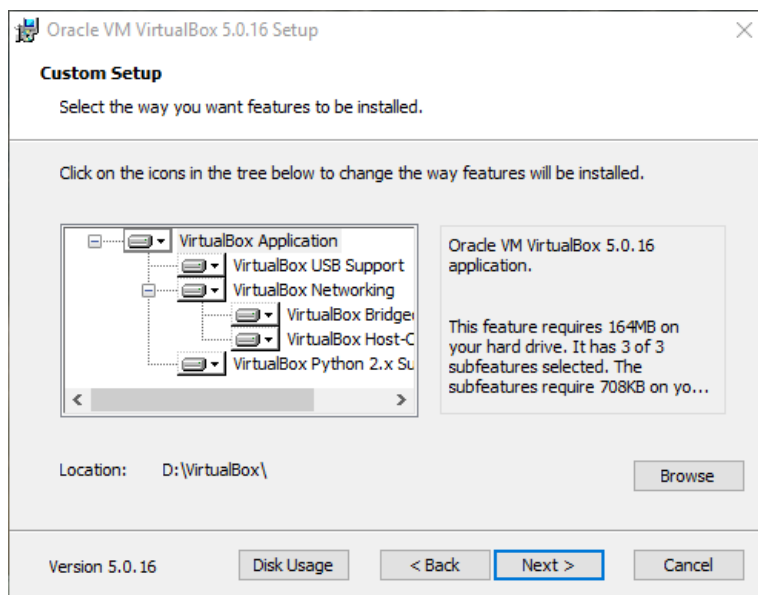 Oracle VM VirtualBox 5.0.16 Setup
Custom Setup
Select the way you want features to be installed.
Click on the icons in the tree below to change the way features will be installed.
VirtualBox Application
VirtualBox USB Support
VirtualBox Networking
VirtualBox Bridge
VirtualBox Host-C
VirtualBox Python 2.x Su
Oracle VM VirtualBox 5.0.16
application.
This feature requires 164MB on
your hard drive. It has 3 of 3
subfeatures selected. The
subfeatures require 708KB on yo...
Location: D:\VirtualBox\
Browse
Version 5.0.16 Disk Usage < Back Next > Cancel